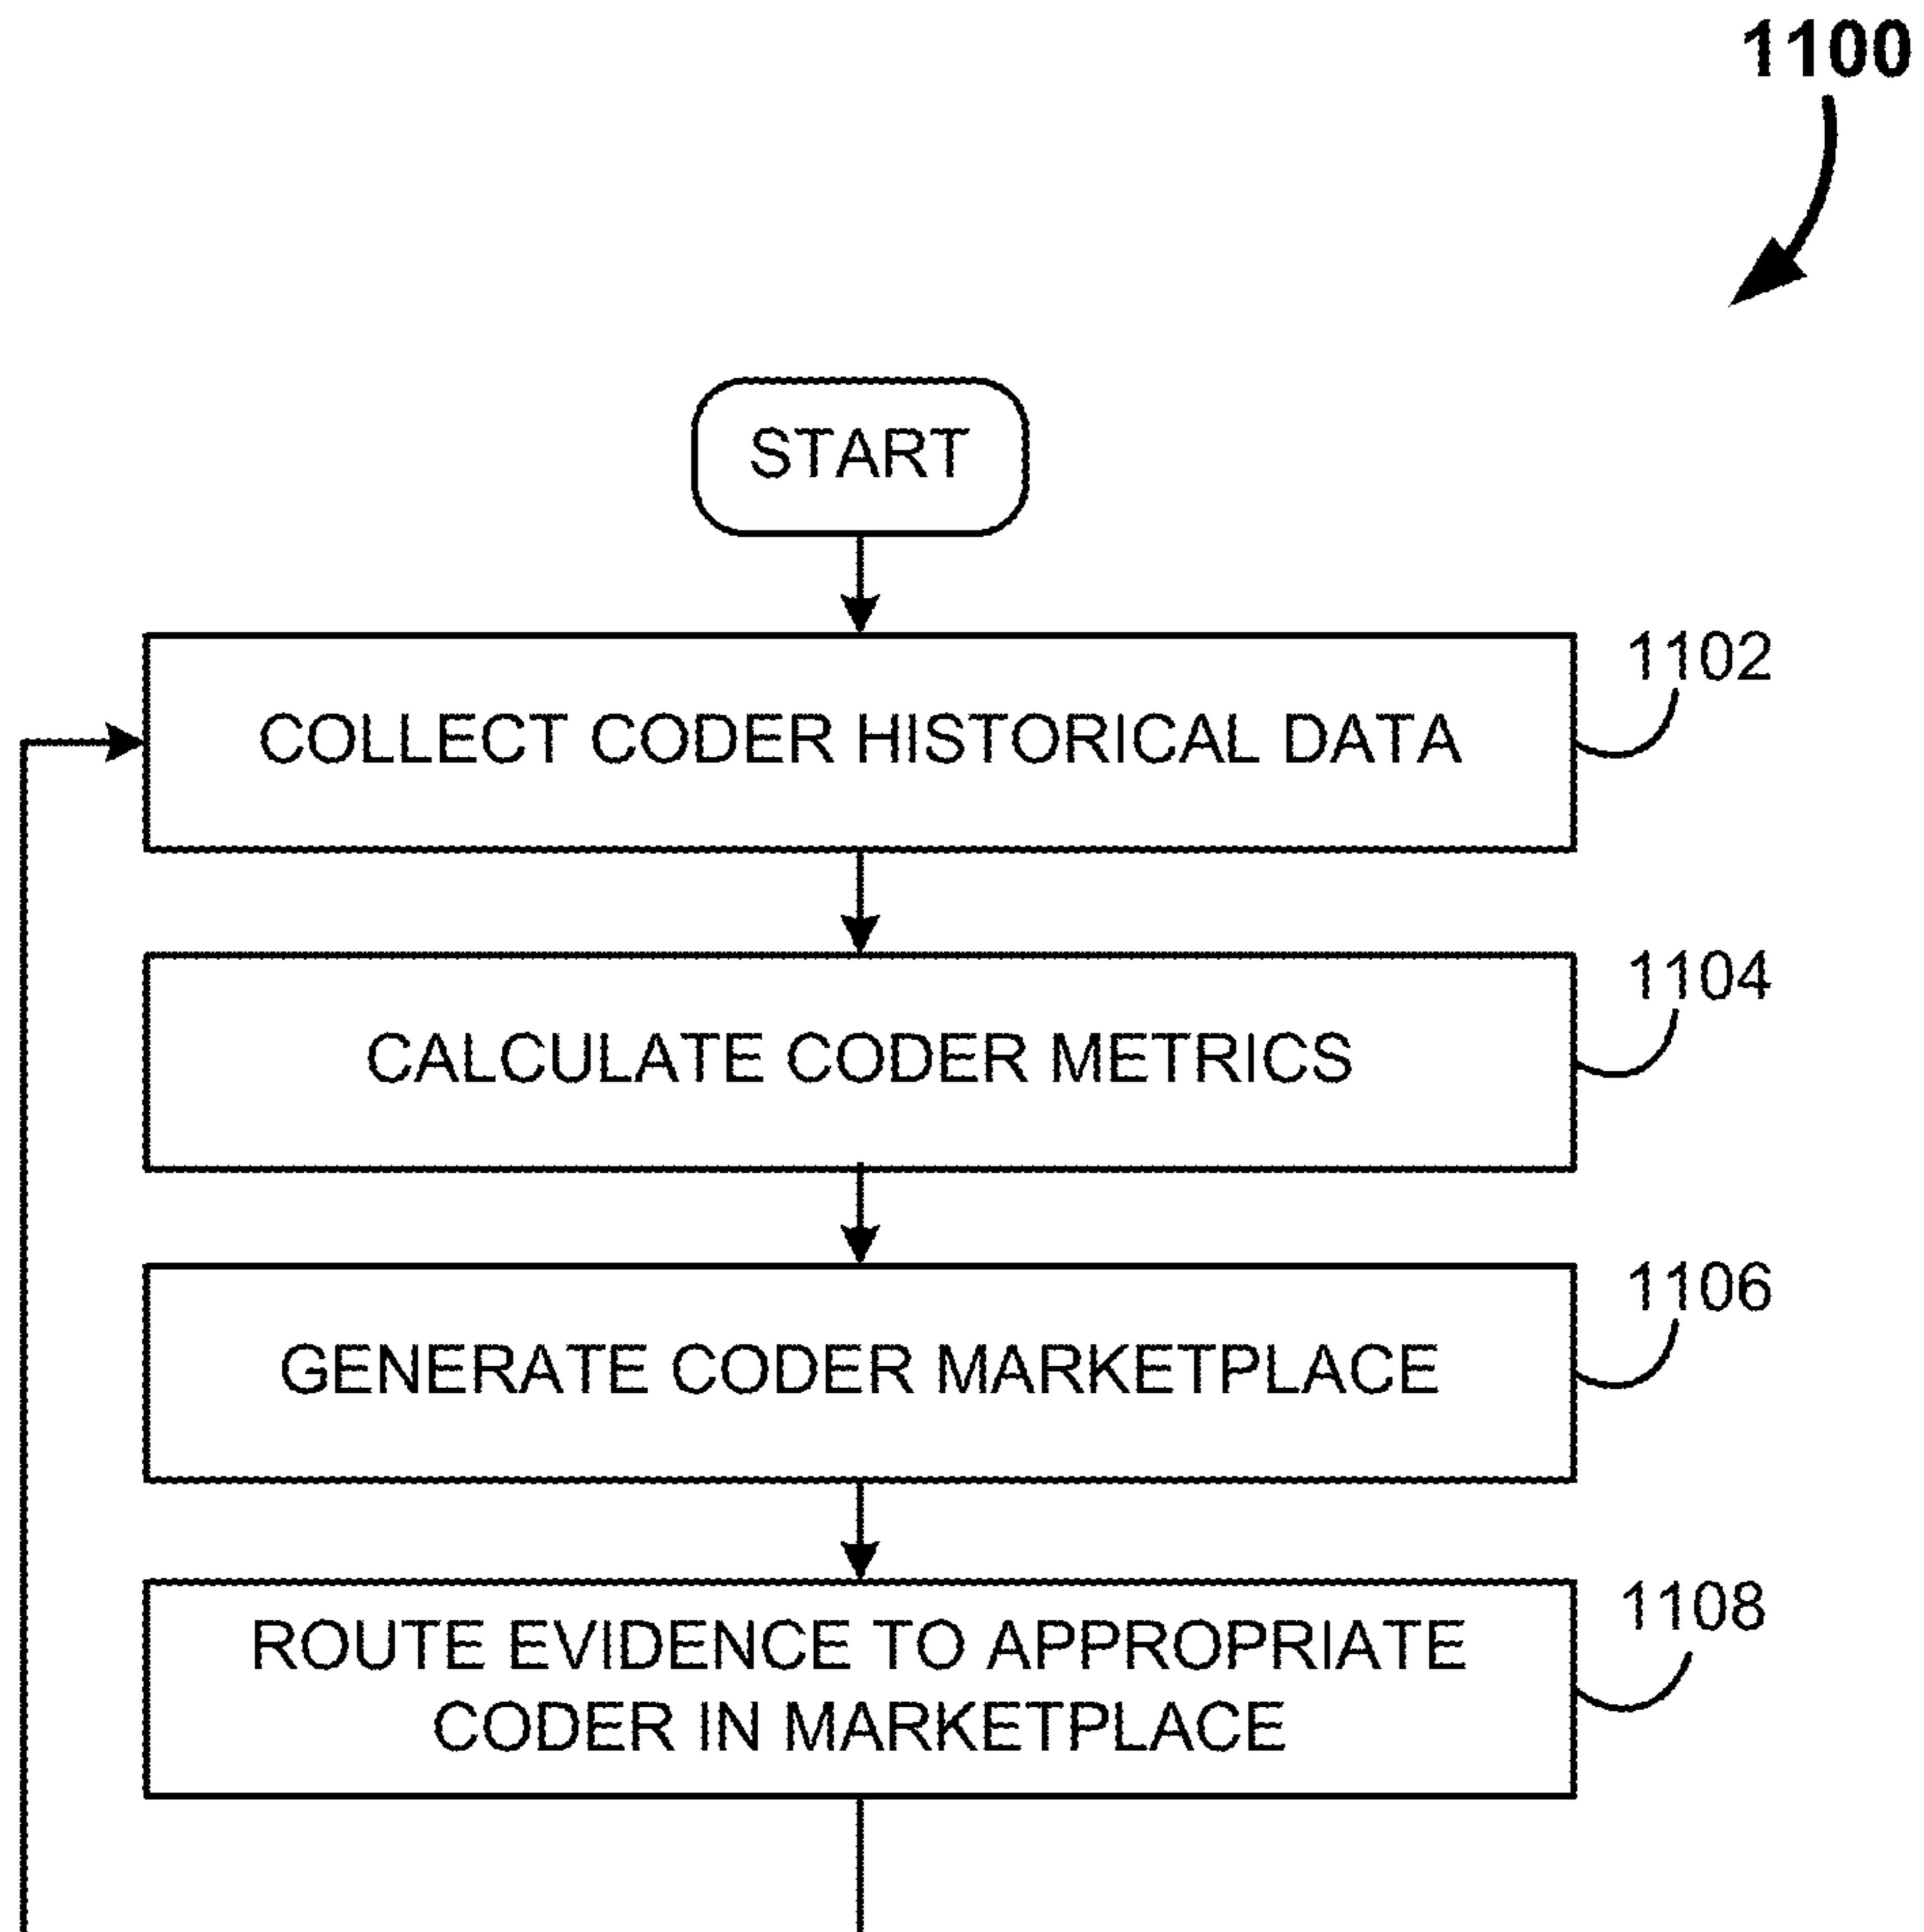 1100
START
COLLECT CODER HISTORICAL DATA
1102
CALCULATE CODER METRICS
1104
GENERATE CODER MARKETPLACE
1106
ROUTE EVIDENCE TO APPROPRIATE
CODER IN MARKETPLACE
1108